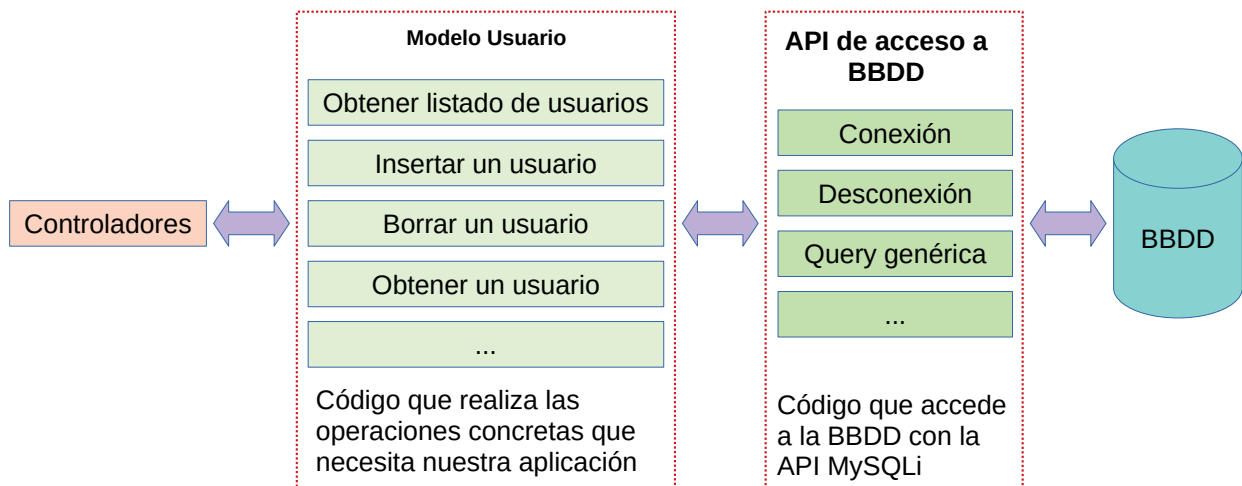 Controladores
Modelo Usuario
Obtener listado de usuarios
Insertar un usuario
Borrar un usuario
Obtener un usuario
...
Código que realiza las
operaciones concretas que
necesita nuestra aplicación
API de acceso a
BBDD
Conexión
Desconexión
Query genérica
...
Código que accede
a la BBDD con la
API MySQLi
BBDD